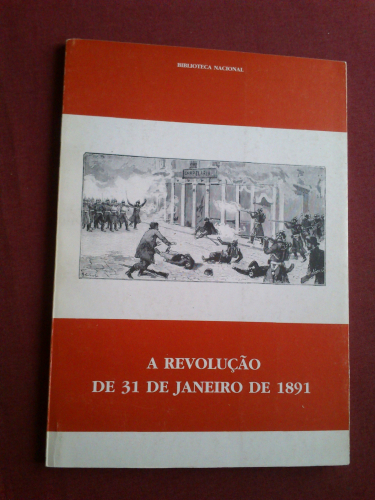 BIBLIOTECA NACIONAL
A REVOLUÇÃO
DE 31 DE JANEIRO DE 1891